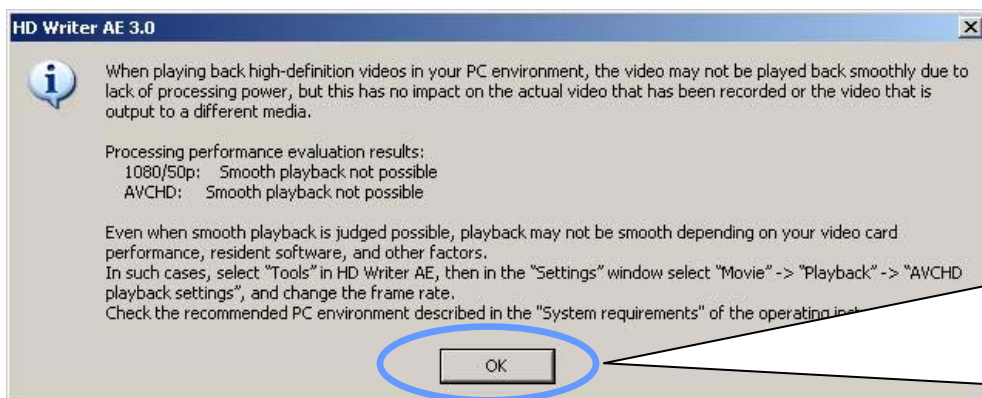 HD Writer AE 3.0
When playing back high-definition videos in your PC environment, the video may not be played back smoothly due to
lack of processing power, but this has no impact on the actual video that has been recorded or the video that is
output to a different media.
Processing performance evaluation results:
1080/50p: Smooth playback not possible
AVCHD: Smooth playback not possible
Even when smooth playback is judged possible, playback may not be smooth depending on your video card
performance, resident software, and other factors.
In such cases, select "Tools" in HD Writer AE, then in the "Settings" window select "Movie" -> "Playback" -> "AVCHD
playback settings", and change the frame rate.
Check the recommended PC environment described in the "System requirements" of the operating
OK